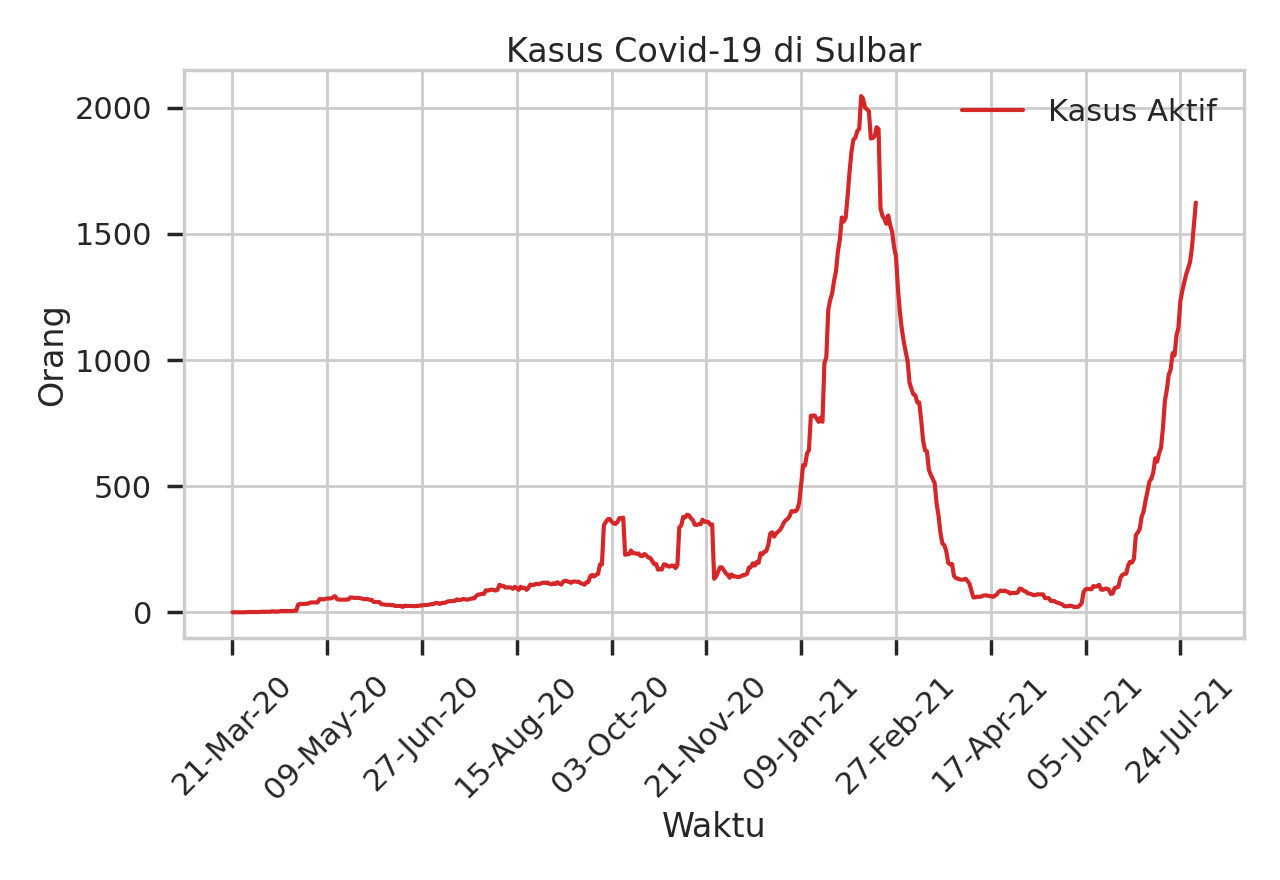 Kasus Covid-19 di Sulbar
Kasus Aktif
2000
1500
1000
500
0
Orang
21-Mar-20
09-May-20
27-Jun-20
15-Aug-20
03-Oct-20
21-Nov-20
09-Jan-21
27-Feb-21
17-Apr-21
05-Jun-21
24-Jul-21
Waktu